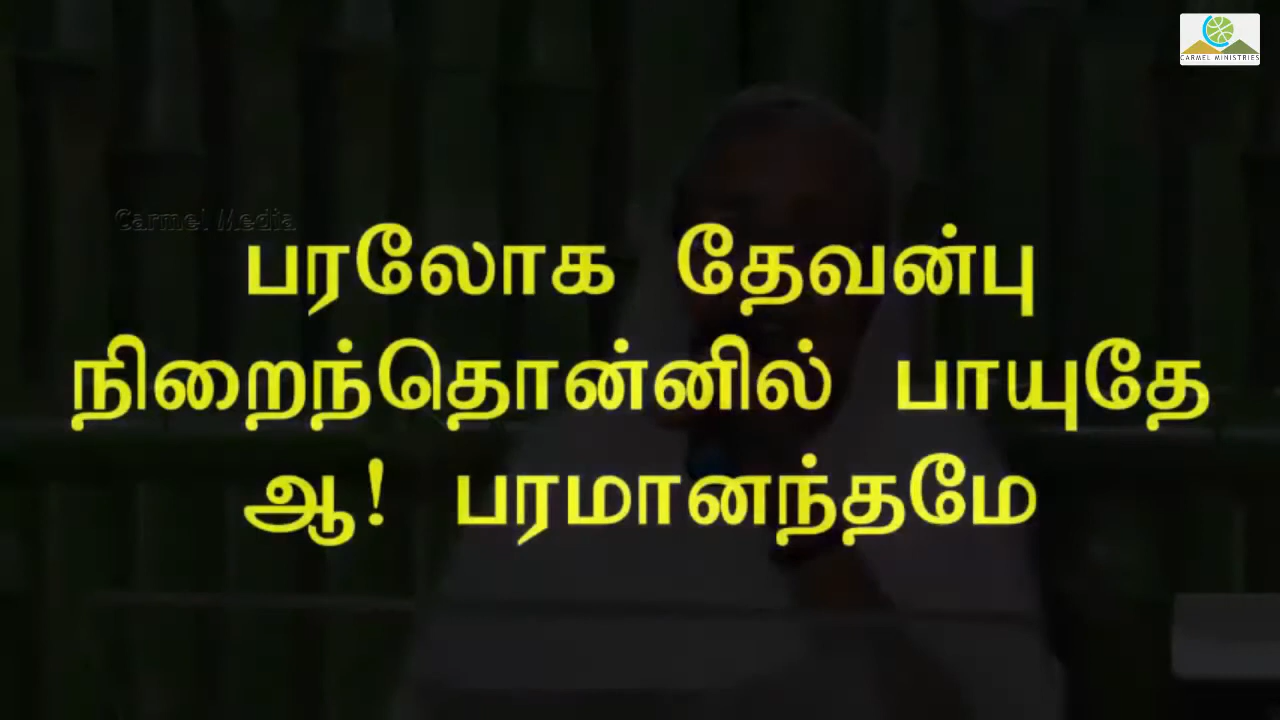 CARMEL MINISTRIES
Carmel Media
பரலோக தேவன்பு
நிறைந்தொன்னில் பாயுதே
ஆ! பரமானந்தமே